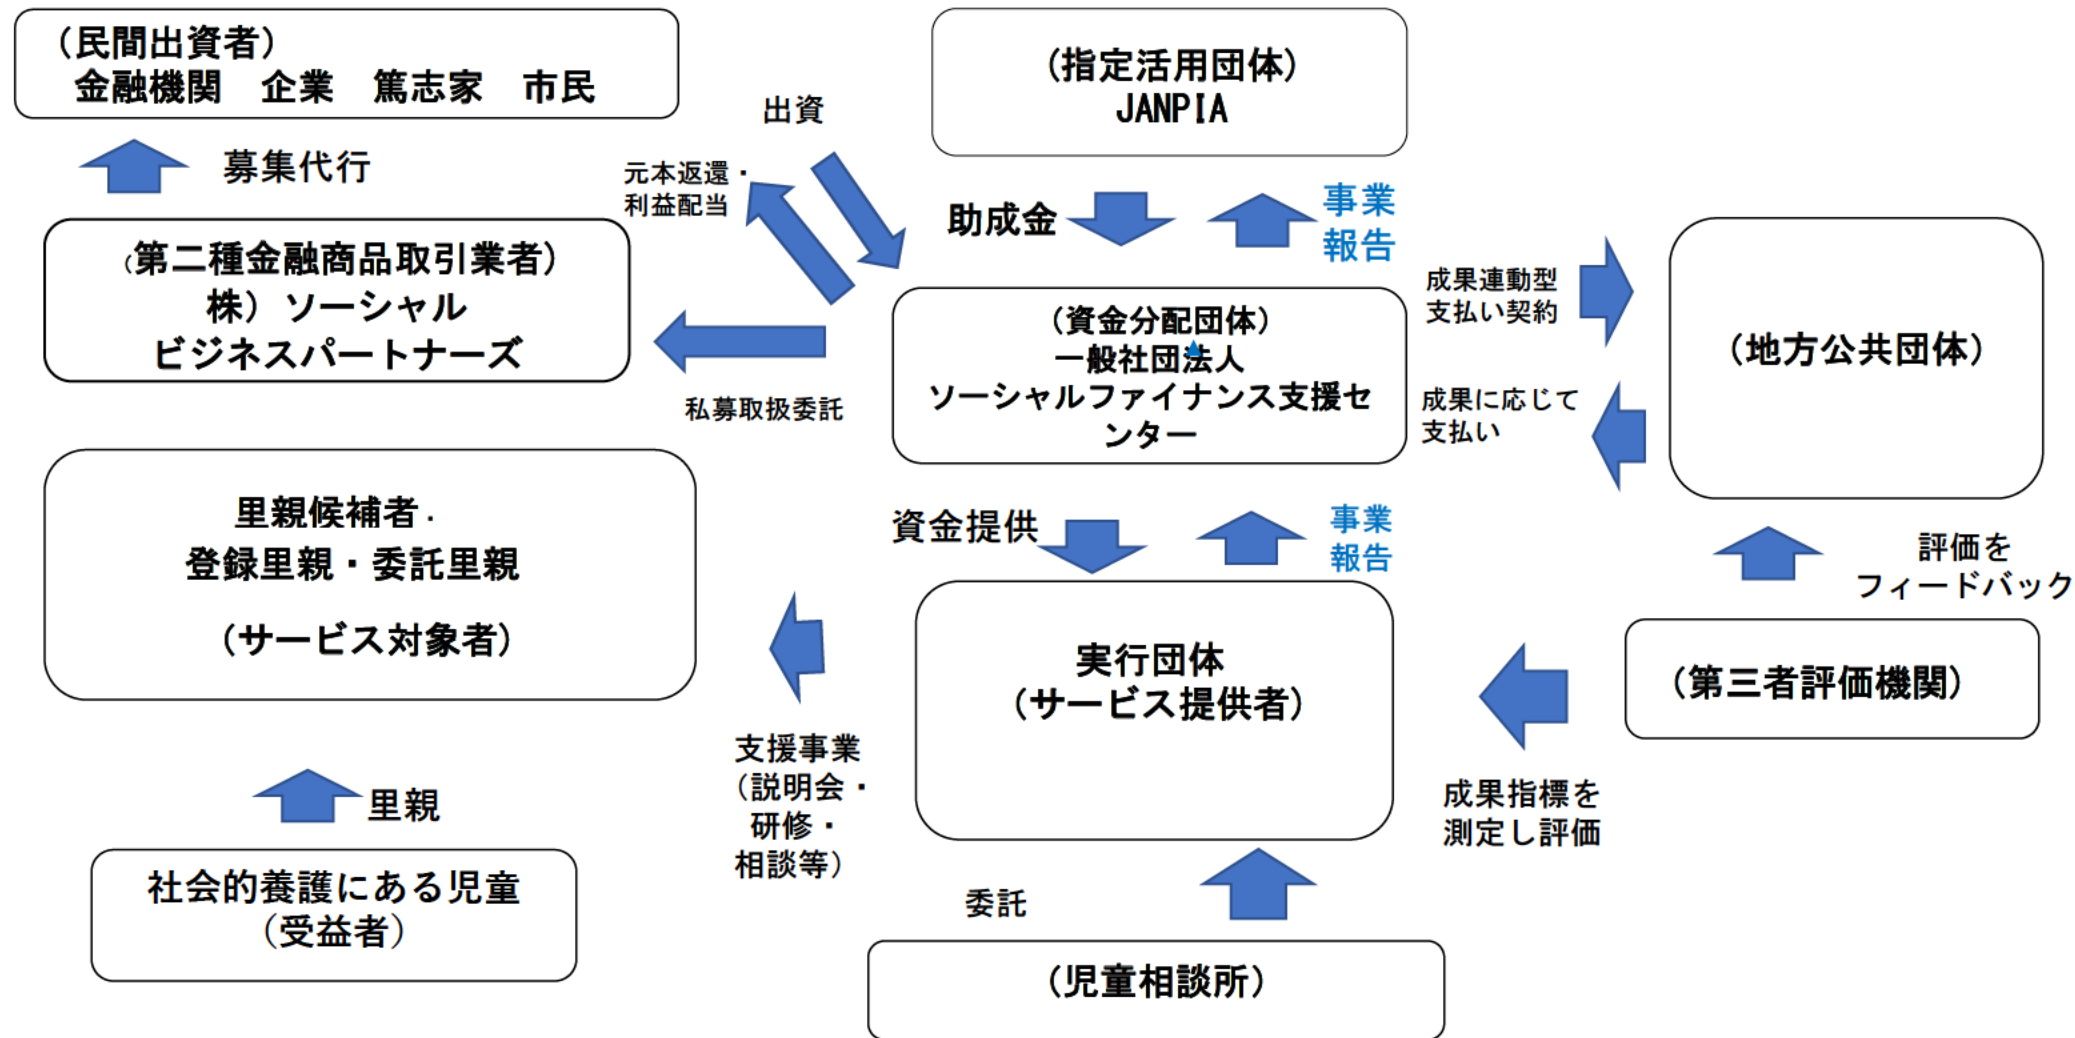 （民間出資者）
金融機関　企業　篤志家　市民
募集代行
出資
元本返還・
利益配当
（指定活用団体）
JANPIA
助成金
事業
報告
（第二種金融商品取引業者）
株）ソーシャル
ビジネスパートナーズ
私募取扱委託
（資金分配団体）
一般社団法人
ソーシャルファイナンス支援セ
ンター
成果連動型
支払い契約
成果に応じて
支払い
（地方公共団体）
里親候補者・
登録里親・委託里親
（サービス対象者）
資金提供
事業
報告
評価を
フィードバック
実行団体
（サービス提供者）
（第三者評価機関）
支援事業
（説明会・
研修・
相談等）
成果指標を
測定し評価
里親
社会的養護にある児童
（受益者）
委託
（児童相談所）